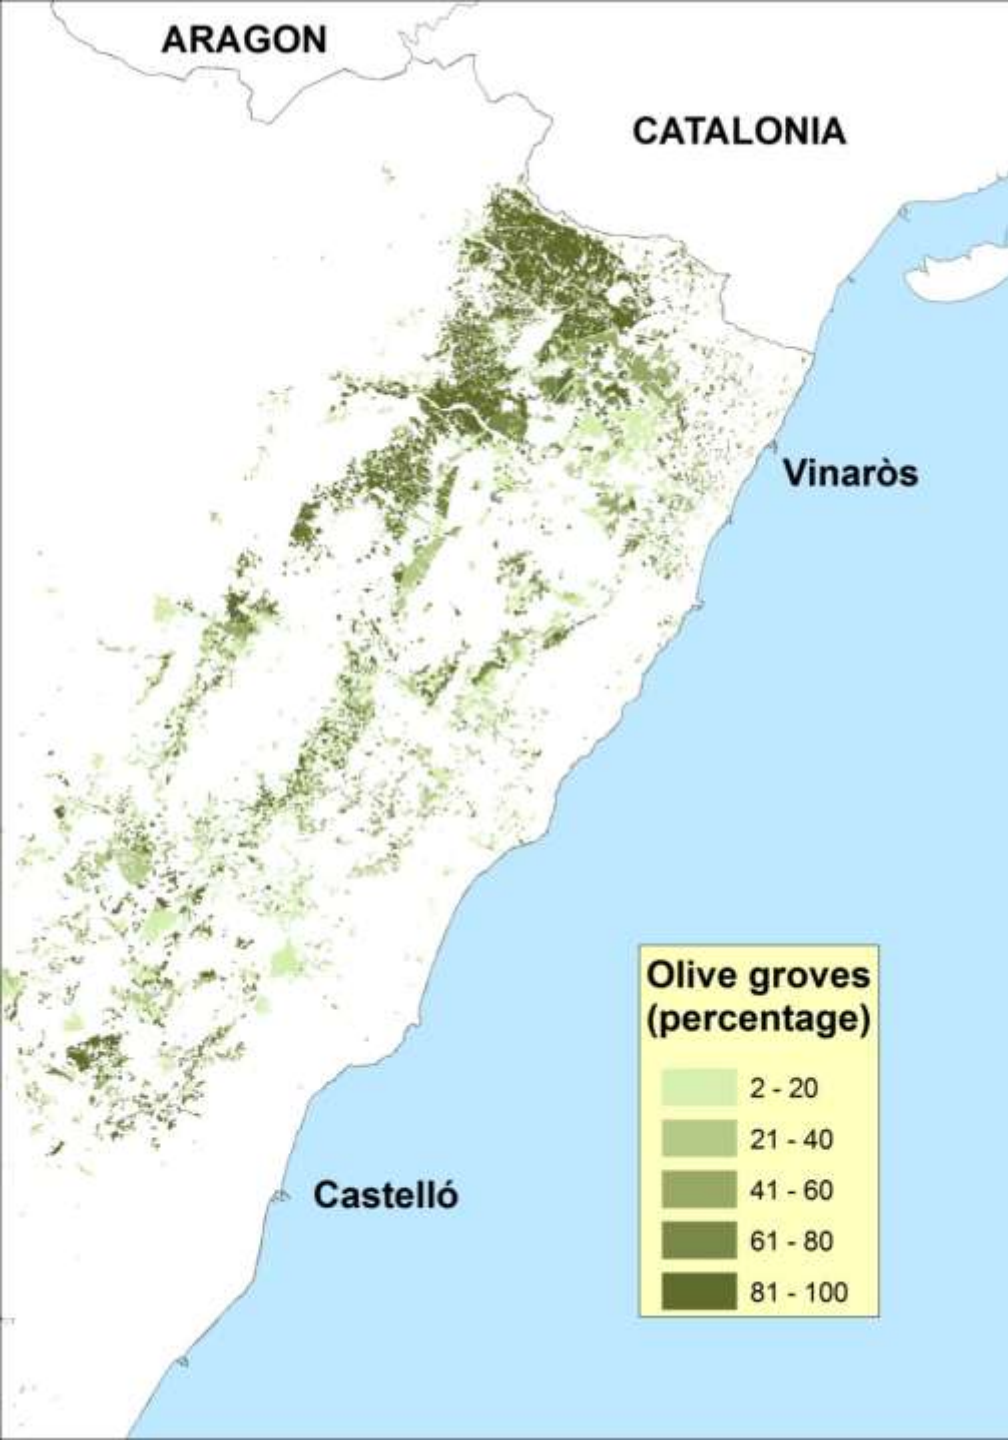 ARAGON
CATALONIA
Vinaròs
Olive groves
(percentage)
2 - 20
21 - 40
41 - 60
61 - 80
81 - 100
Castelló